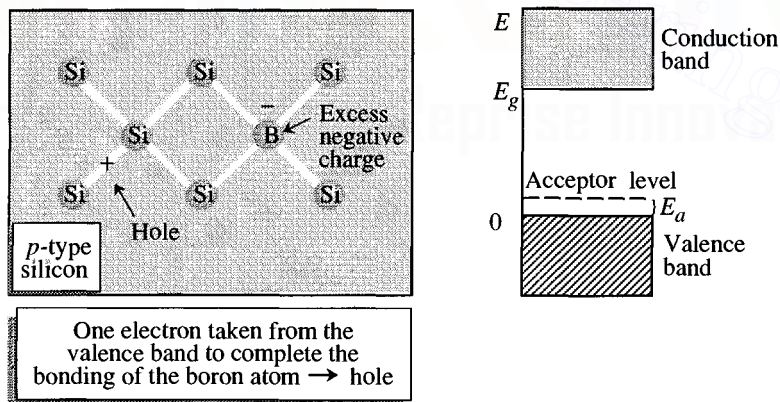 Si
Si
Si
Si
B
−
Excess
negative
charge
+
Si
Si
Si
Hole
p-type
silicon
One electron taken from the
valence band to complete the
bonding of the boron atom → hole
E
Conduction
band
E_g
Acceptor level
E_a
0
Valence
band